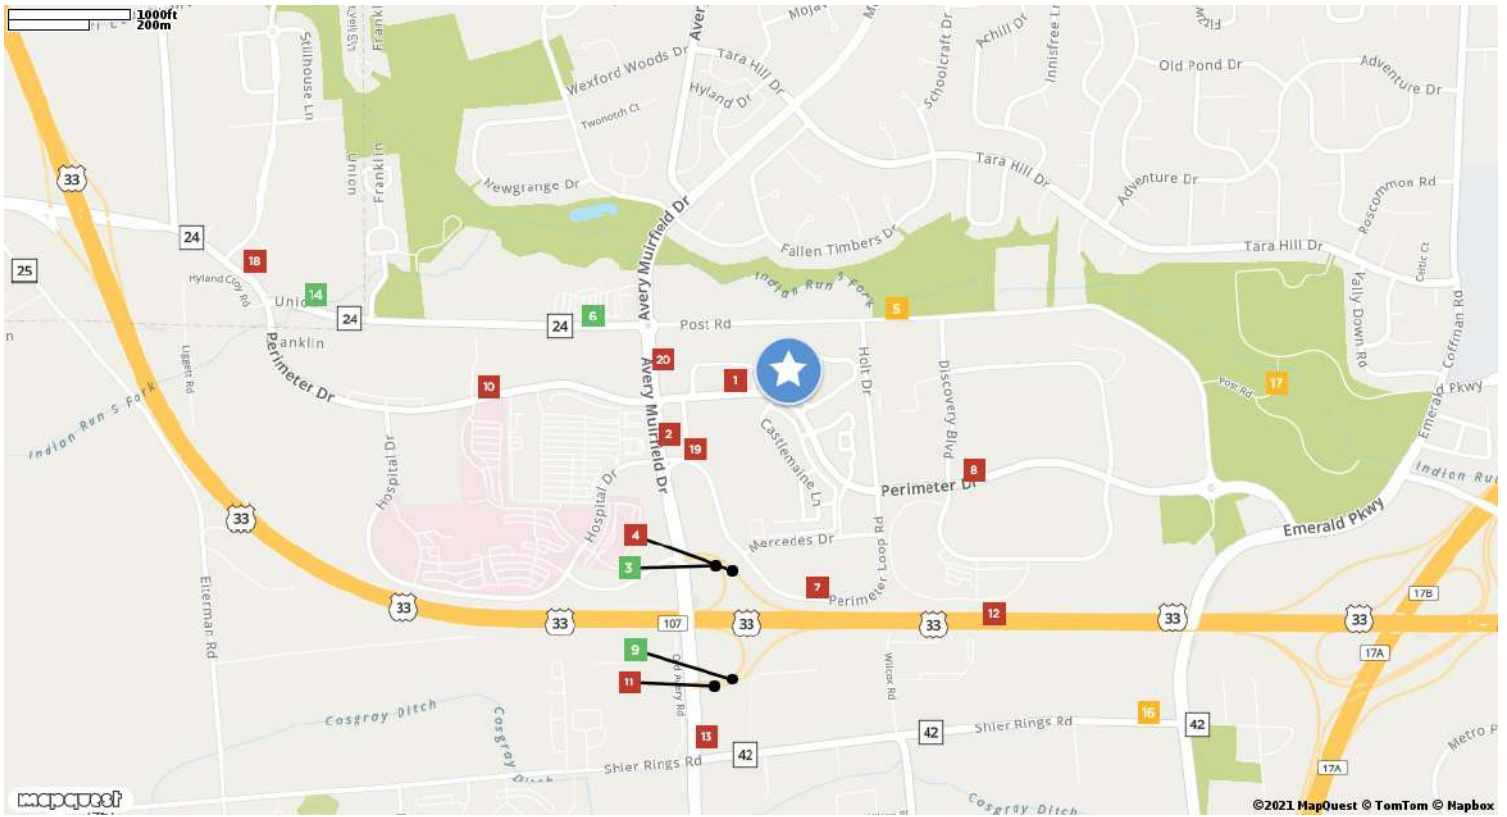 1000ft
200m
Stillhouse Ln
Franklin
Avery
Wexford Woods Dr
Tara Hill Dr
Hyland Dr
Twonotch Ct
Schoolcraft Dr
Achill Dr
Innisfree L
Old Pond Dr
Adventure Dr
33
Union
Franklin
Newgrange Dr
Tara Hill Dr
Adventure Dr
Roscommon Rd
Avery Muirfield Dr
24
Fallen Timbers Dr
Tara Hill Dr
Celtic Ct
25
18
Hyland Croy Rd
14
Indian Run S Fork
Vally Down Rd
Coffman Rd
24
24
6
Post Rd
5
Perimeter Dr
Liggett Rd
20
Avery Muirfield Dr
Holt Dr
Discovery Blvd
10
1
Post Rd
17
Emerald Pkwy
Emerald
Indian Run S Fork
Hospital Dr
2
19
Castlemaine Ln
Perimeter Dr
8
Indian Ru
33
Hospital Dr
4
3
Mercedes Dr
Perimeter Loop Rd
Emerald Pkwy
7
Perimeter
12
Eiterman Rd
33
33
107
33
33
33
33
17B
17A
9
11
Old Avery Rd
Wilcox Rd
Cosgray Ditch
Cosgray
Ditch
13
42
Shier Rings Rd
42
Shier Rings Rd
16
42
Metro P
17A
mapquest
Cosgray Ditch
©2021 MapQuest © TomTom © Mapbox